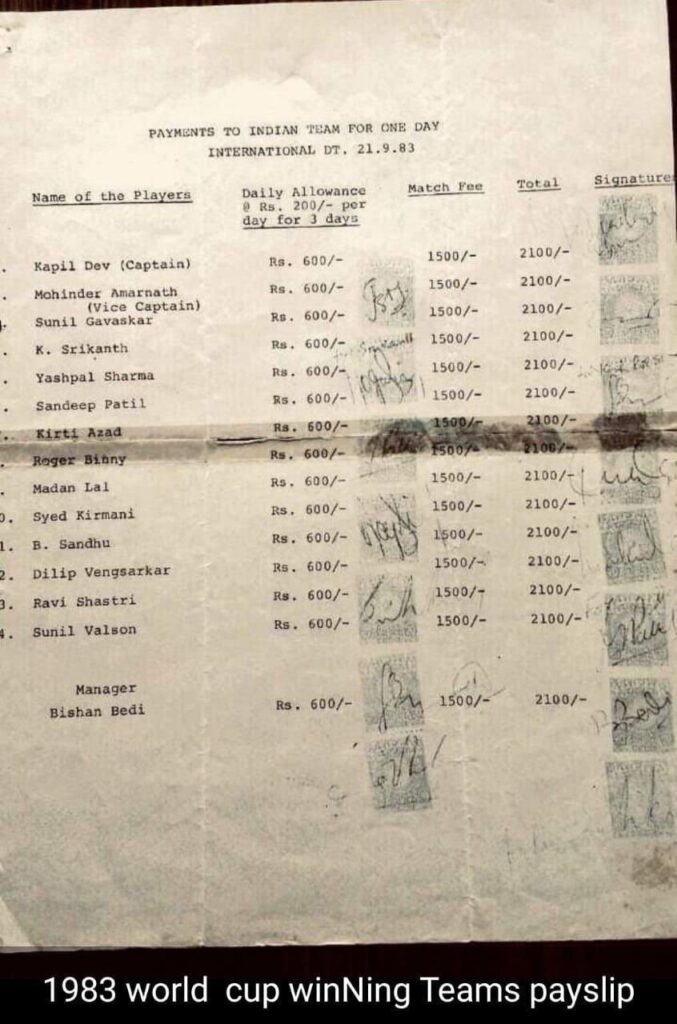 PAYMENTS TO INDIAN TEAM FOR ONE DAY
INTERNATIONAL DT. 21.9.83
Name of the Players Daily Allowance @ Rs. 200/- per day for 3 days Match Fee Total Signature
. Kapil Dev (Captain) Rs. 600/- 1500/- 2100/-
. Mohinder Amarnath Rs. 600/- 1500/- 2100/-
(Vice Captain)
. Sunil Gavaskar Rs. 600/- 1500/- 2100/-
. K. Srikanth Rs. 600/- 1500/- 2100/-
. Yashpal Sharma Rs. 600/- 1500/- 2100/-
. Sandeep Patil Rs. 600/- 1500/- 2100/-
. Kirti Azad Rs. 600/- 1500/- 2100/-
. Roger Binny Rs. 600/- 1500/- 2100/-
. Madan Lal Rs. 600/- 1500/- 2100/-
0. Syed Kirmani Rs. 600/- 1500/- 2100/-
1. B. Sandhu Rs. 600/- 1500/- 2100/-
2. Dilip Vengsarkar Rs. 600/- 1500/- 2100/-
3. Ravi Shastri Rs. 600/- 1500/- 2100/-
4. Sunil Valson Rs. 600/- 1500/- 2100/-
Manager
Bishan Bedi Rs. 600/- 1500/- 2100/-
1983 world cup winNing Teams payslip